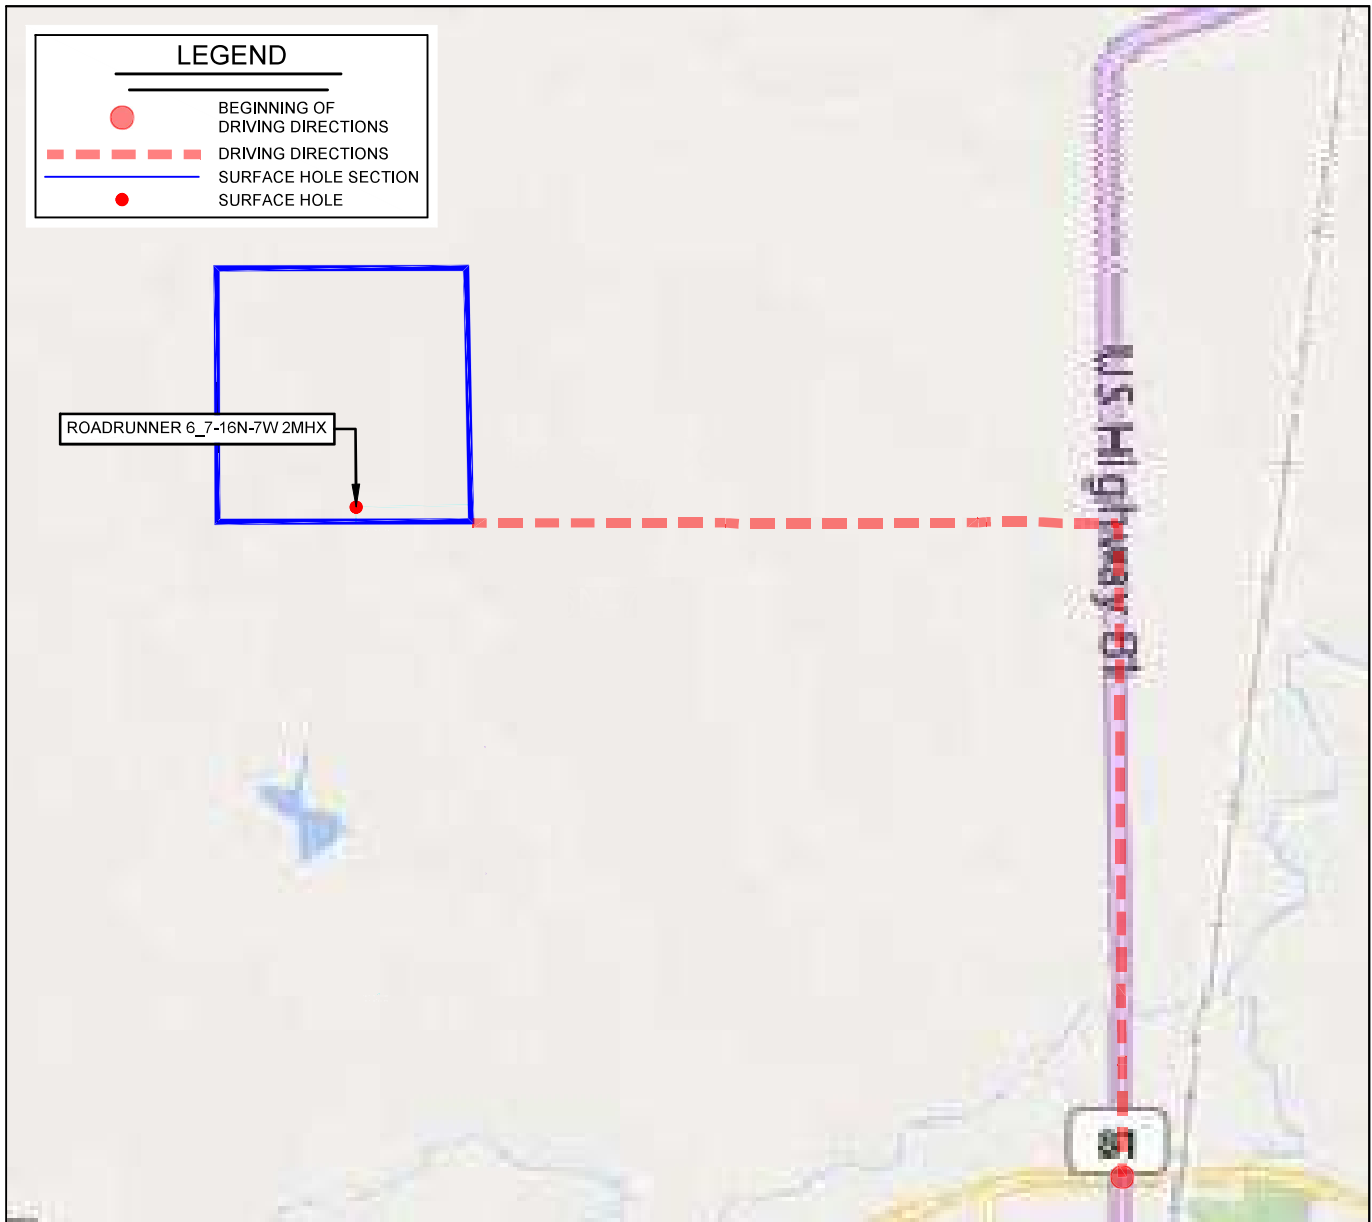 LEGEND
BEGINNING OF
DRIVING DIRECTIONS
DRIVING DIRECTIONS
SURFACE HOLE SECTION
SURFACE HOLE
ROADRUNNER 6_7-16N-7W 2MHX
US Highway 81
81